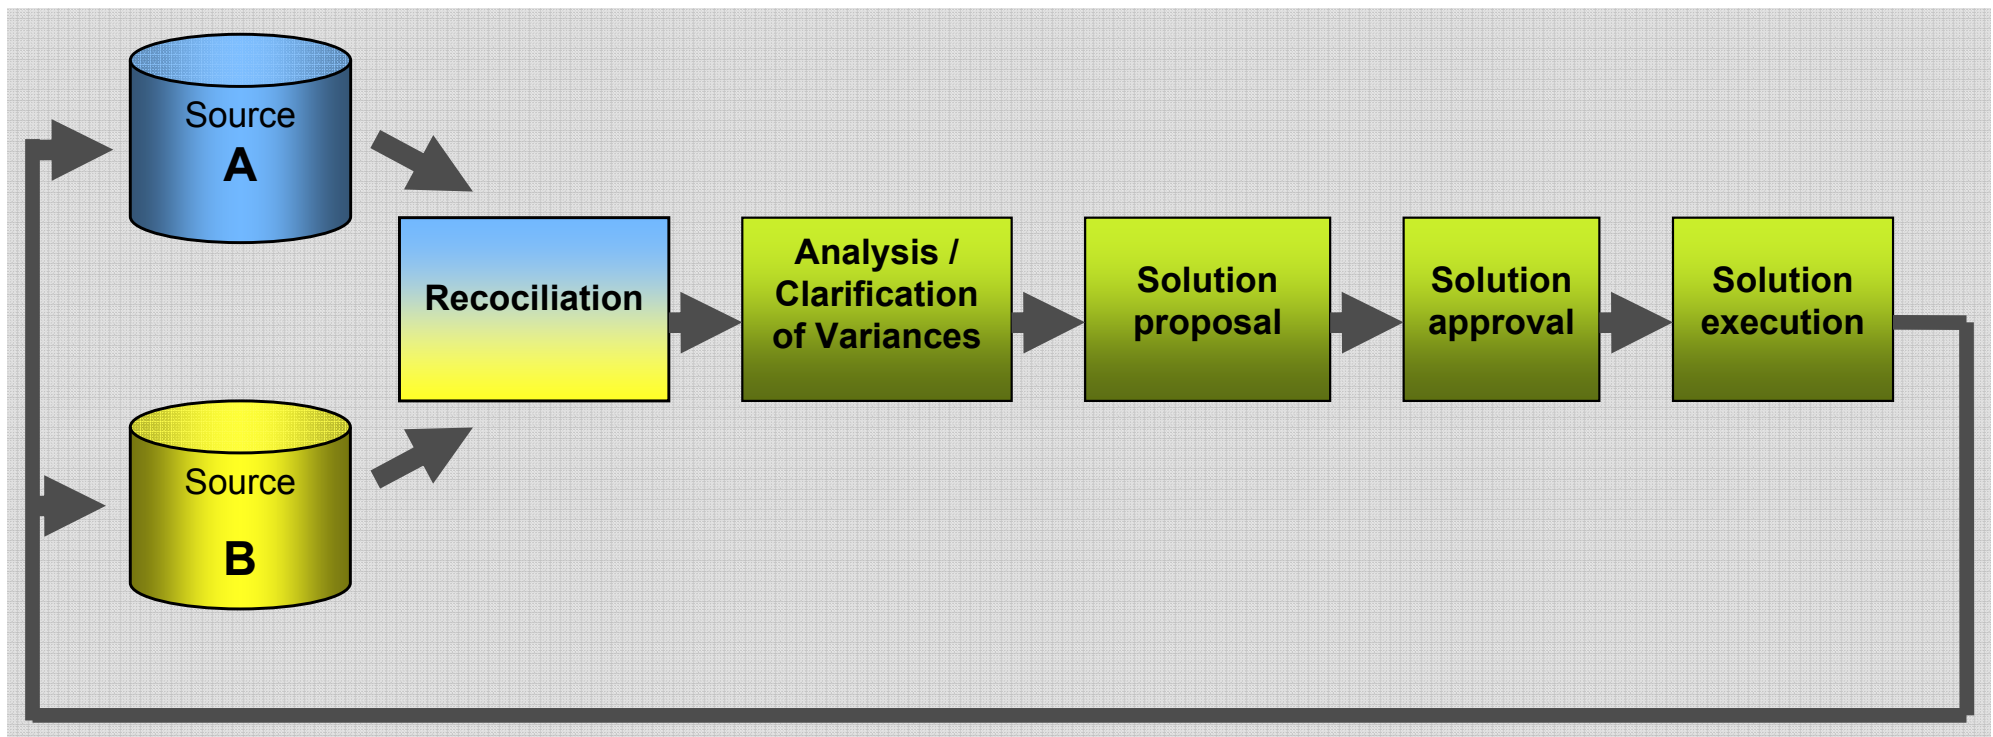 Source
A
Source
B
Recociliation
Analysis /
Clarification
of Variances
Solution
proposal
Solution
approval
Solution
execution